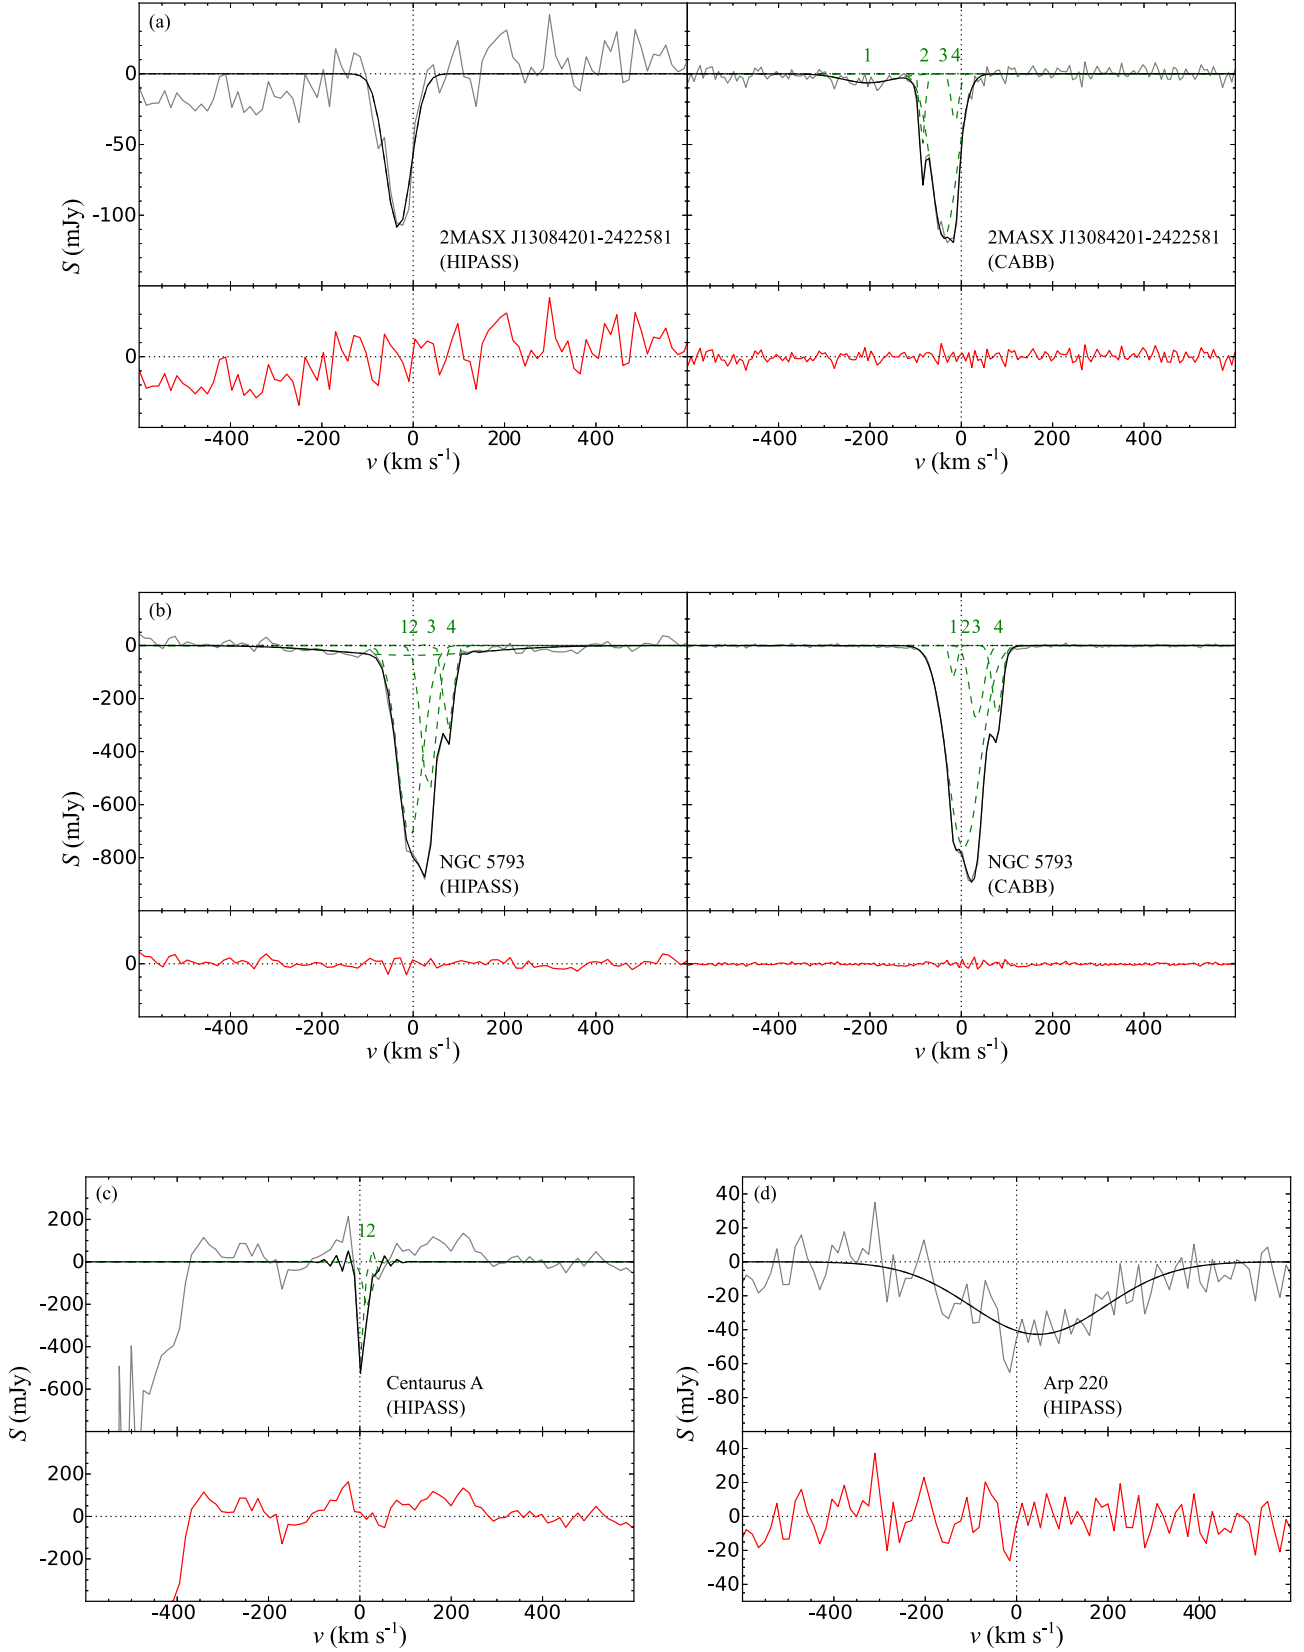 (a)
1 2 3 4
0
-50
-100
S (mJy)
2MASX J13084201-2422581
(HIPASS)
2MASX J13084201-2422581
(CABB)
0
-400 -200 0 200 400
-400 -200 0 200 400
v (km s⁻¹)
v (km s⁻¹)
(b)
12 3 4
1 23 4
0
-200
-400
-600
-800
S (mJy)
NGC 5793
(HIPASS)
NGC 5793
(CABB)
0
-400 -200 0 200 400
-400 -200 0 200 400
v (km s⁻¹)
v (km s⁻¹)
(c)
12
200
0
-200
-400
-600
S (mJy)
Centaurus A
(HIPASS)
200
0
-200
-400 -200 0 200 400
v (km s⁻¹)
(d)
40
20
0
-20
-40
-60
-80
S (mJy)
Arp 220
(HIPASS)
40
20
0
-20
-40
-400 -200 0 200 400
v (km s⁻¹)